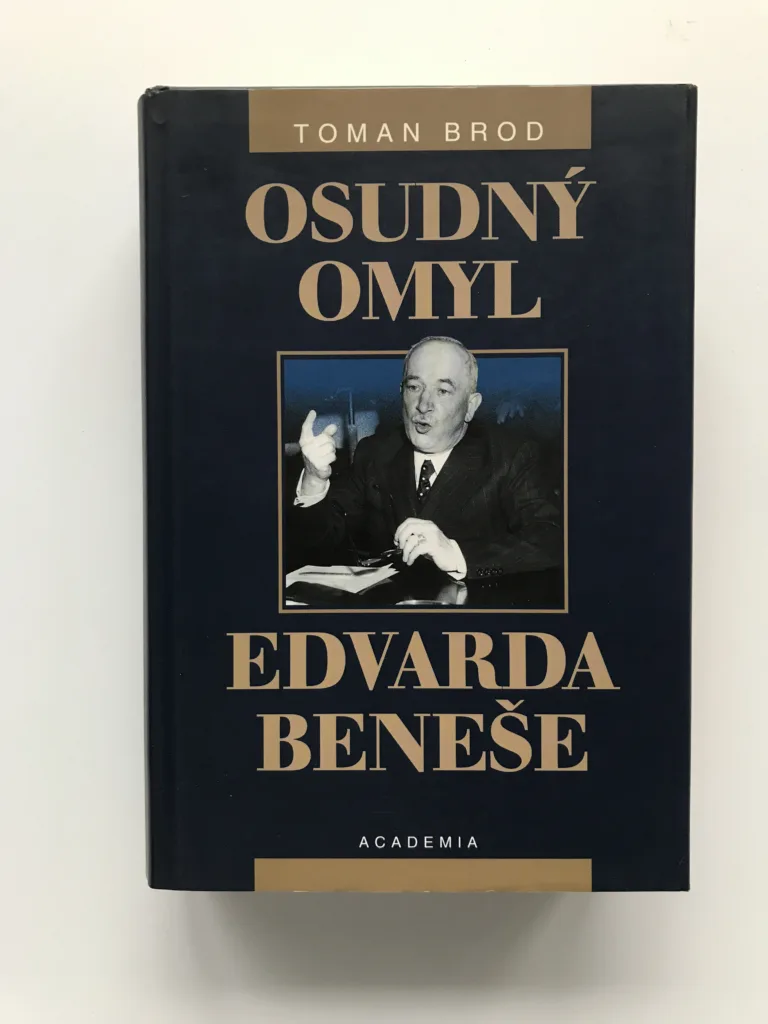 TOMAN BROD
OSUDNÝ
OMYL
EDVARDA
BENEŠE
ACADEMIA